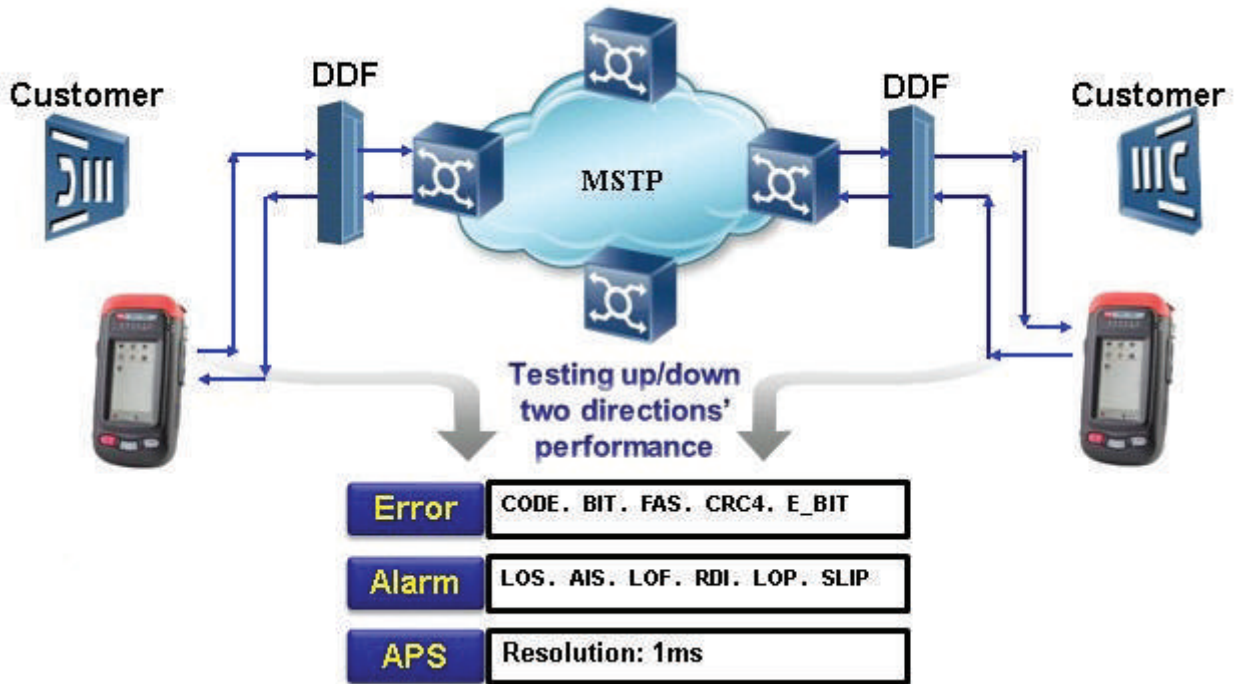 DDF
DDF
Customer
Customer
MSTP
Testing up/down
two directions'
performance
Error
CODE. BIT. FAS. CRC4. E_BIT
Alarm
LOS. AIS. LOF. RDI. LOP. SLIP
APS
Resolution: 1ms